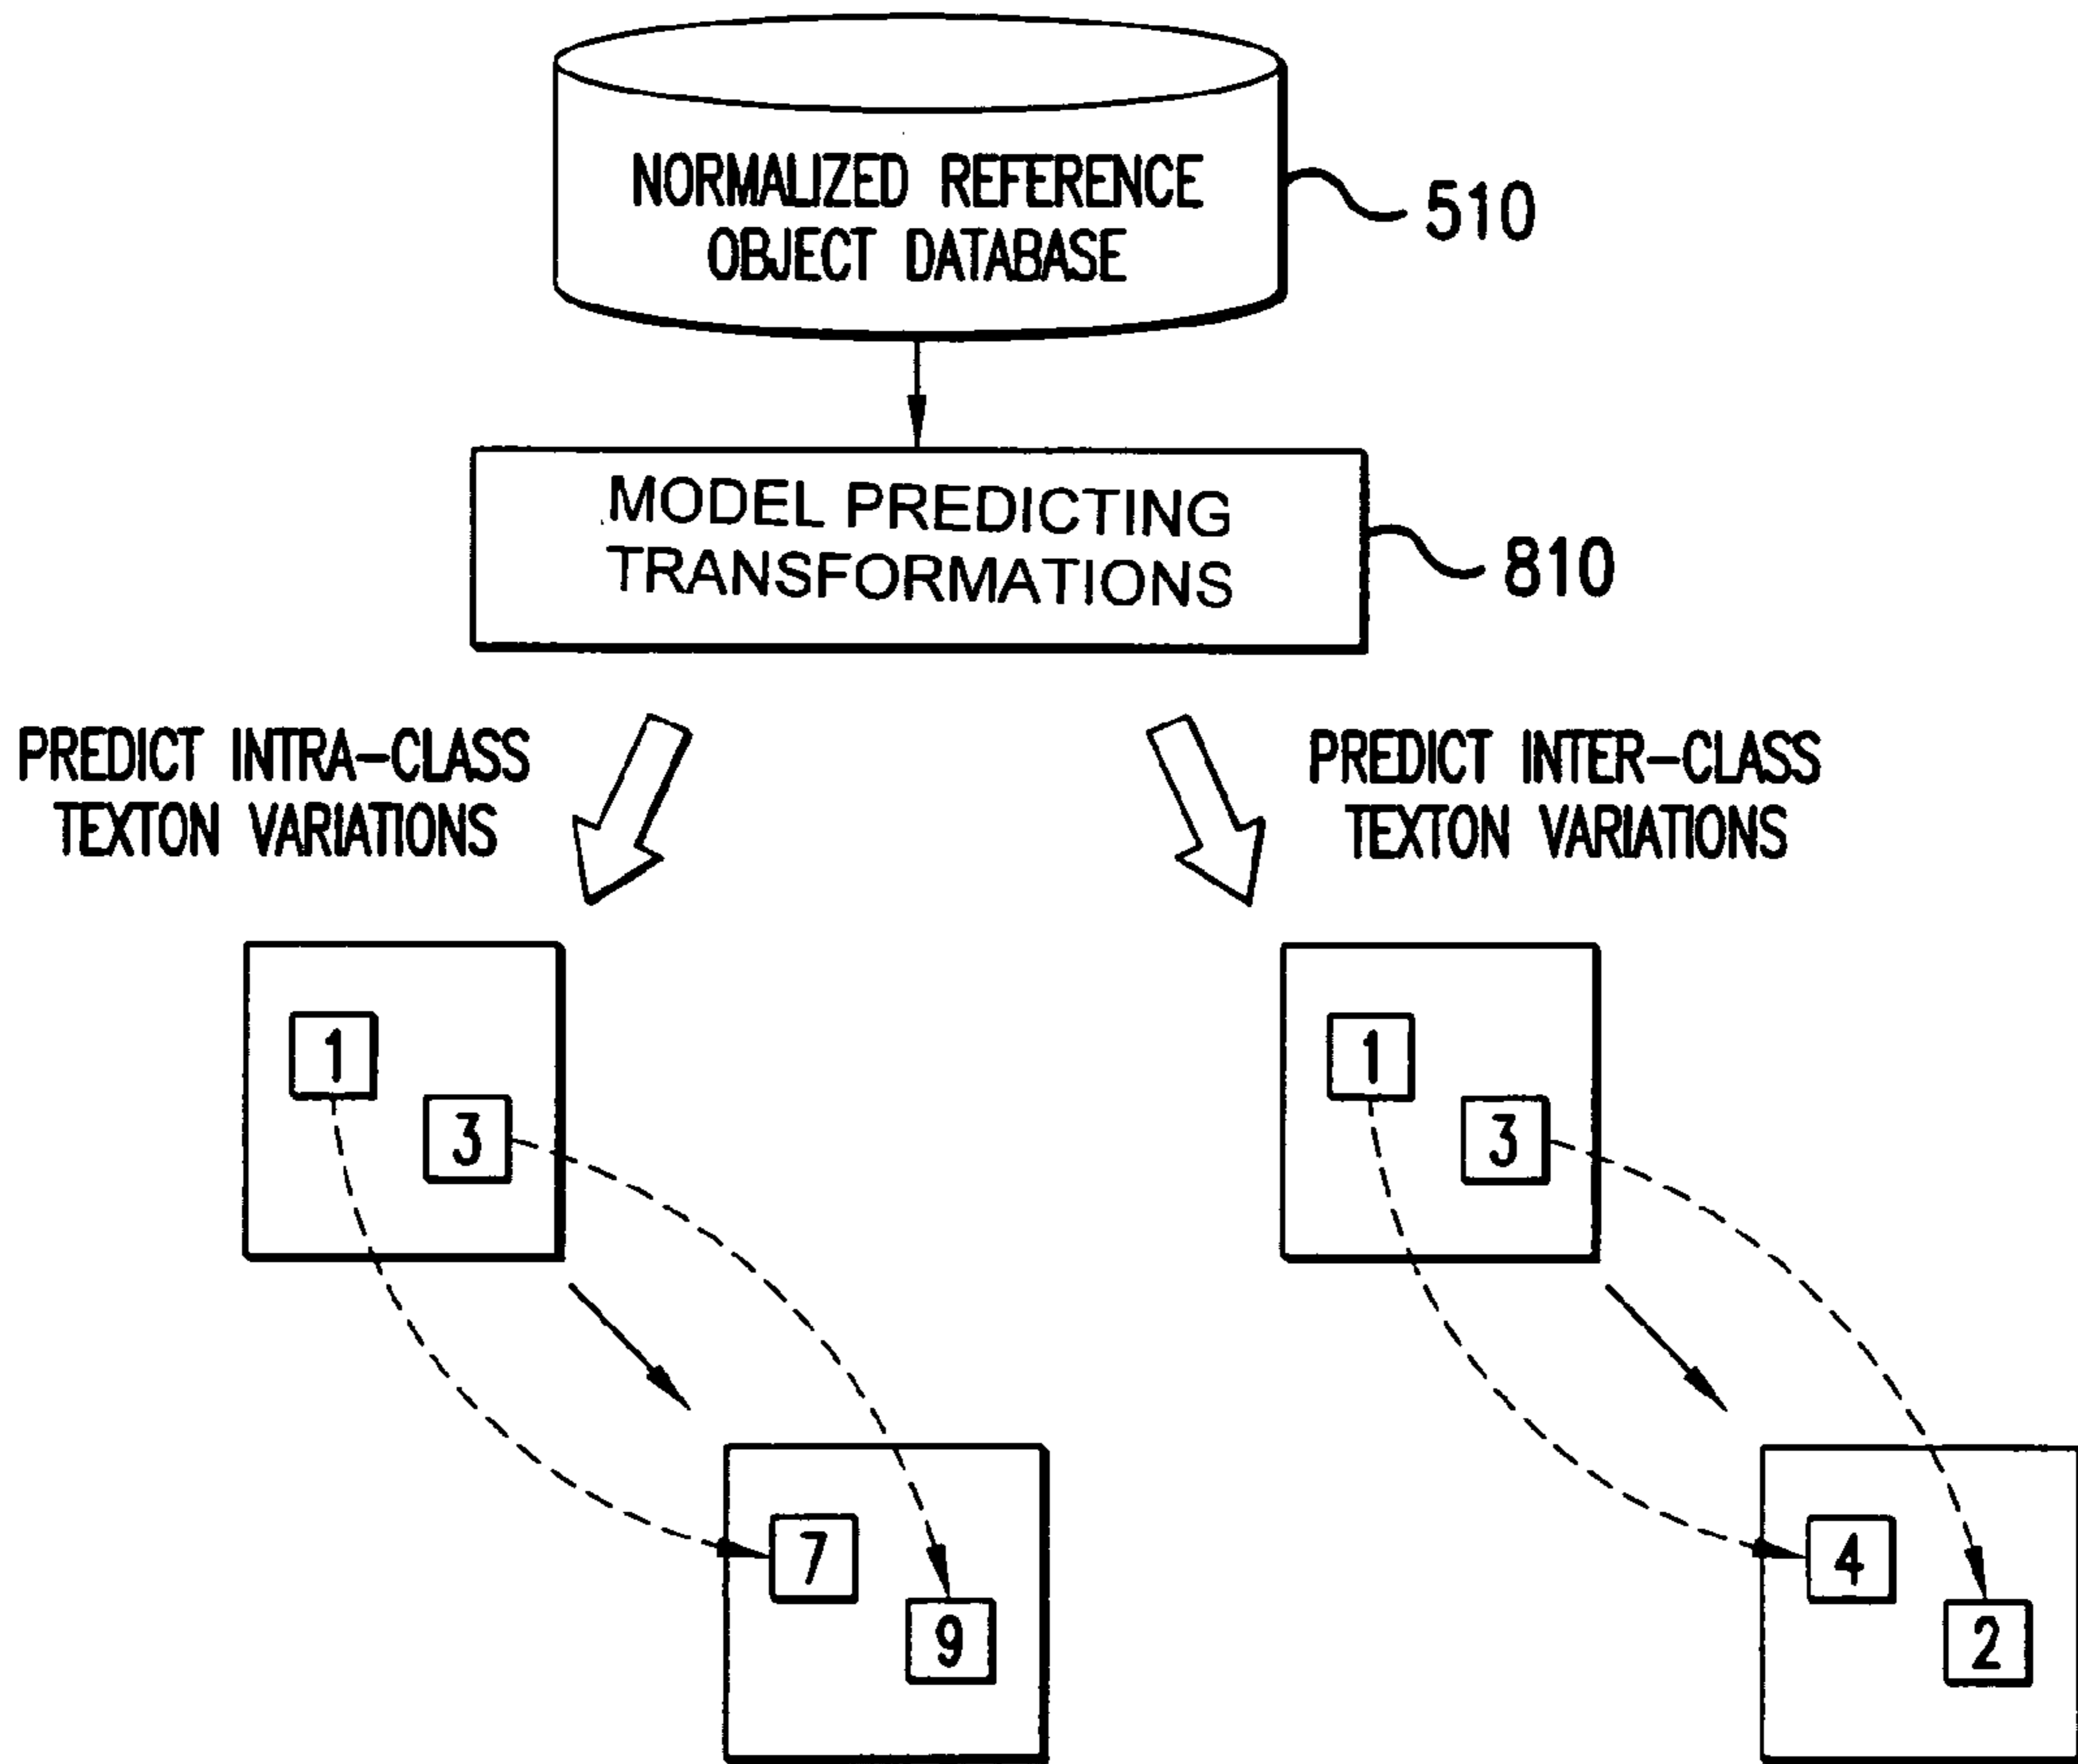 NORMALIZED REFERENCE
OBJECT DATABASE
510
MODEL PREDICTING
TRANSFORMATIONS
810
PREDICT INTRA-CLASS
TEXTON VARIATIONS
PREDICT INTER-CLASS
TEXTON VARIATIONS
1
3
1
3
7
9
4
2